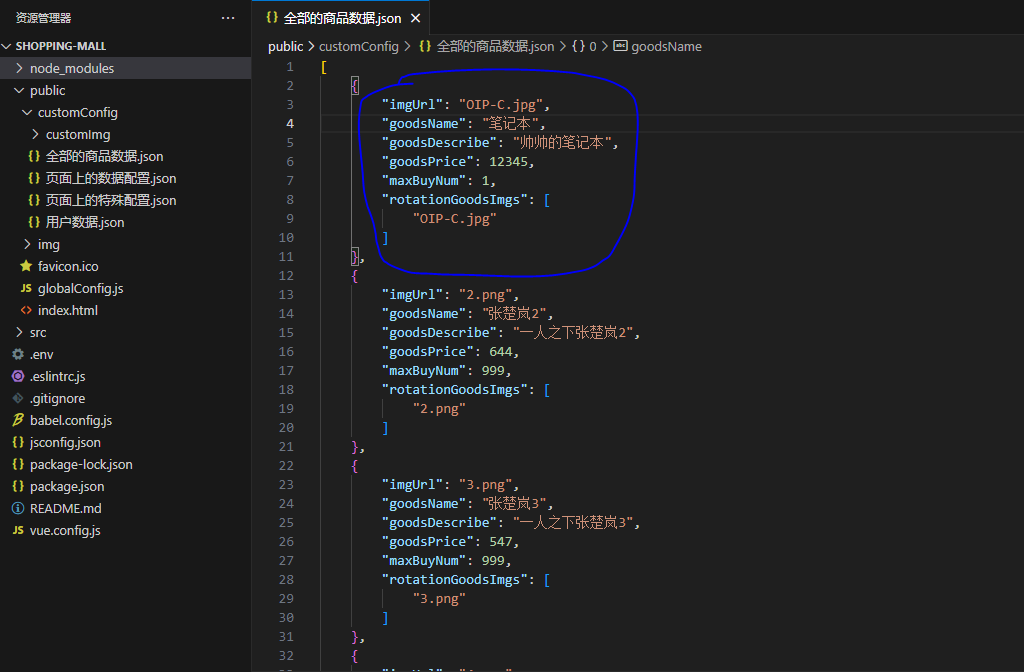 资源管理器
SHOPPING-MALL
node_modules
public
customConfig
customImg
全部的商品数据.json
页面上的数据配置.json
页面上的特殊配置.json
用户数据.json
img
favicon.ico
JS globalConfig.js
index.html
src
.env
.eslintrc.js
.gitignore
babel.config.js
jsconfig.json
package-lock.json
package.json
README.md
JS vue.config.js
{} 全部的商品数据.json ×
public > customConfig > {} 全部的商品数据.json > {} 0 > abc goodsName
1 [
2 {
3 "imgUrl": "OIP-C.jpg",
4 "goodsName": "笔记本",
5 "goodsDescribe": "帅帅的笔记本",
6 "goodsPrice": 12345,
7 "maxBuyNum": 1,
8 "rotationGoodsImgs": [
9 "OIP-C.jpg"
10 ]
11 },
12 {
13 "imgUrl": "2.png",
14 "goodsName": "张楚岚2",
15 "goodsDescribe": "一人之下张楚岚2",
16 "goodsPrice": 644,
17 "maxBuyNum": 999,
18 "rotationGoodsImgs": [
19 "2.png"
20 ]
21 },
22 {
23 "imgUrl": "3.png",
24 "goodsName": "张楚岚3",
25 "goodsDescribe": "一人之下张楚岚3",
26 "goodsPrice": 547,
27 "maxBuyNum": 999,
28 "rotationGoodsImgs": [
29 "3.png"
30 ]
31 },
32 {